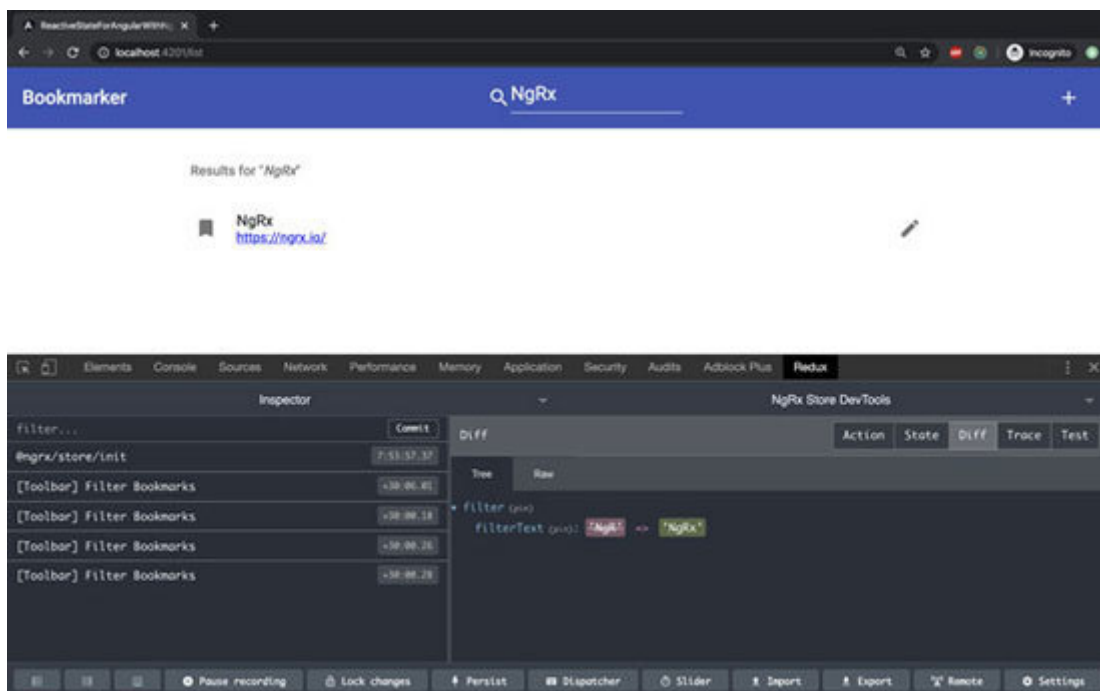 ReactiveStateForAngularWithN
localhost:4201/list
Incognito
Bookmarker
NgRx
+
Results for "NgRx"
NgRx
https://ngrx.io/
Elements Console Sources Network Performance Memory Application Security Audits Adblock Plus Redux
Inspector
NgRx Store DevTools
filter...
Commit
Diff
Action State Diff Trace Test
@ngrx/store/init 7:53:57.37
Tree Raw
[Toolbar] Filter Bookmarks
[Toolbar] Filter Bookmarks
[Toolbar] Filter Bookmarks
[Toolbar] Filter Bookmarks
filter (pin)
filterText (pin): "NgR" => "NgRx"
Pause recording Lock changes Persist Dispatcher Slider Import Export Remote Settings